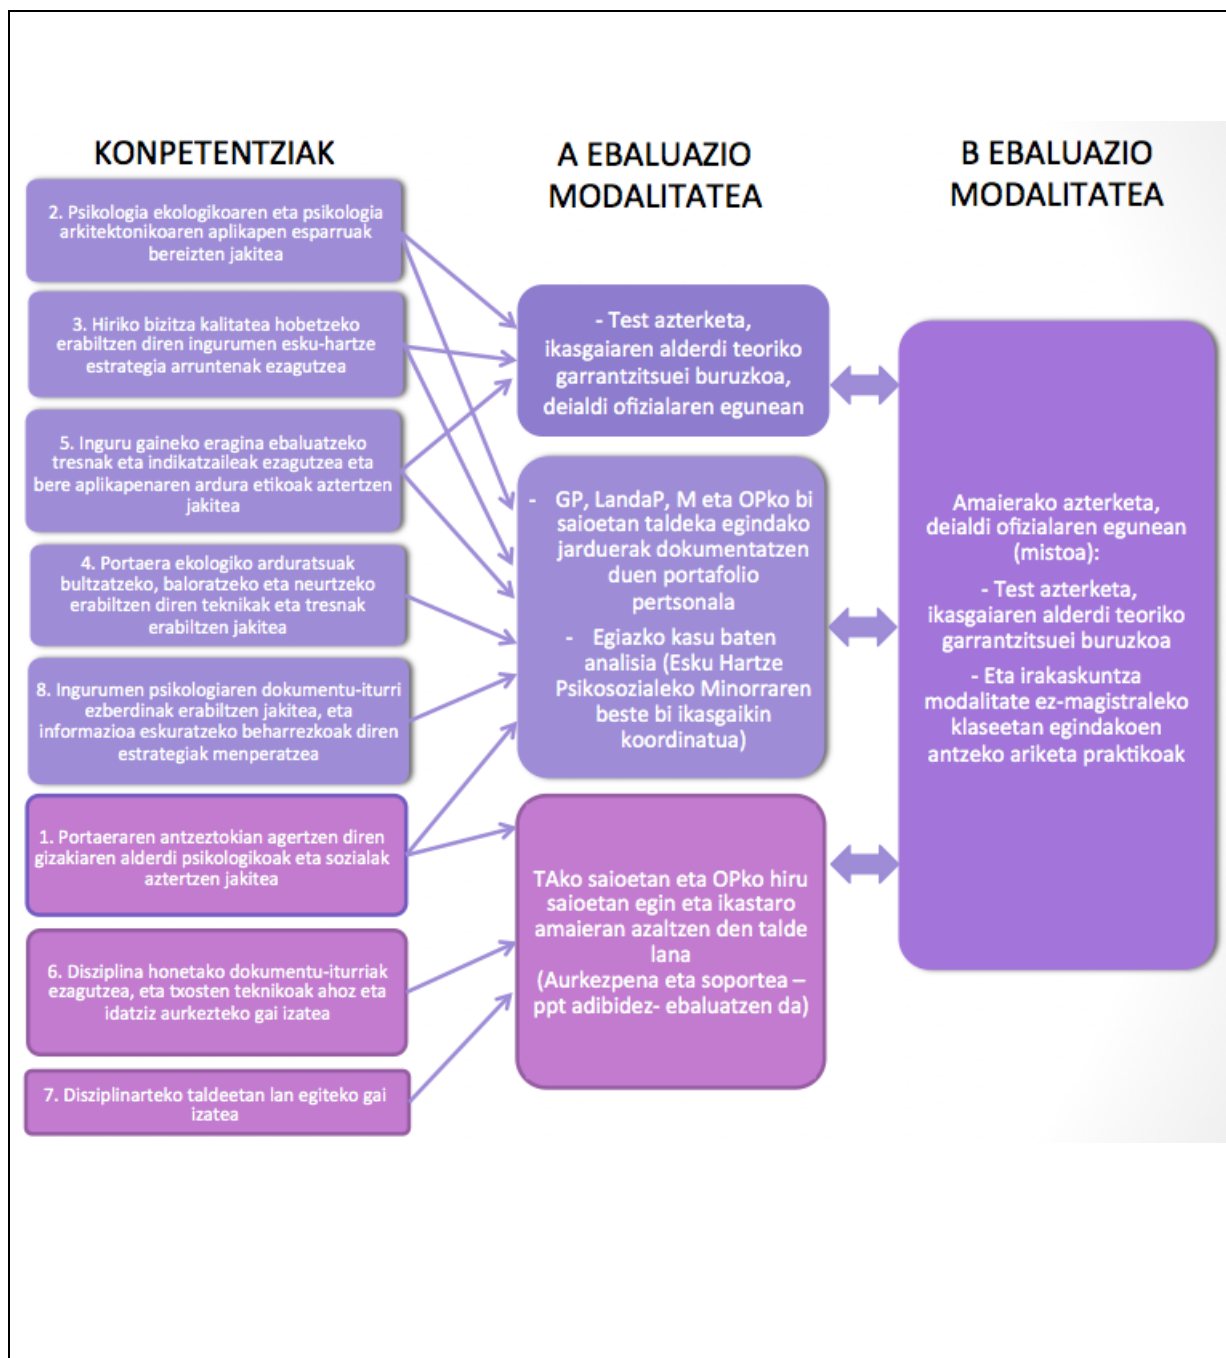 KONPETENTZIAK
2. Psikologia ekologikoaren eta psikologia
arkitektonikoaren aplikapen esparruak
bereizten jakitea
3. Hiriko bizitza kalitatea hobetzeko
erabiltzen diren ingurumen esku-hartze
estrategia arruntenak ezagutzea
5. Inguru gaineko eragina ebaluatzeko
tresnak eta indikatzaileak ezagutzea eta
bere aplikapenaren ardura etikoak aztertzen
jakitea
4. Portaera ekologiko arduratsuak
bultzatzeko, baloratzeko eta neurtzeko
erabiltzen diren teknikak eta tresnak
erabiltzen jakitea
8. Ingurumen psikologiaren dokumentu-iturri
ezberdinak erabiltzen jakitea, eta
informazioa eskuratzeko beharrezkoak diren
estrategiak menperatzea
1. Portaeraren antzeztokian agertzen diren
gizakiaren alderdi psikologikoak eta sozialak
aztertzen jakitea
6. Disziplina honetako dokumentu-iturriak
ezagutzea, eta txosten teknikoak ahoz eta
idatziz aurkezteko gai izatea
7. Disziplinarteko taldeetan lan egiteko gai
izatea
A EBALUAZIO
MODALITATEA
- Test azterketa,
ikasgaiaren alderdi teoriko
garrantzitsuei buruzkoa,
deialdi ofizialaren egunean
- GP, LandaP, M eta OPko bi
saioetan taldeka egindako
jarduerak dokumentatzen
duen portafolio
pertsonala
- Egiazko kasu baten
analisia (Esku Hartze
Psikosozialeko Minorraren
beste bi ikasgaikin
koordinatua)
TAko saioetan eta OPko hiru
saioetan egin eta ikastaro
amaieran azaltzen den talde
lana
(Aurkezpena eta soportea –
ppt adibidez- ebaluatzen da)
B EBALUAZIO
MODALITATEA
Amaierako azterketa,
deialdi ofizialaren egunean
(mistoa):
- Test azterketa,
ikasgaiaren alderdi teoriko
garrantzitsuei buruzkoa
- Eta irakaskuntza
modalitate ez-magistraleko
klaseetan egindakoen
antzeko ariketa praktikoak